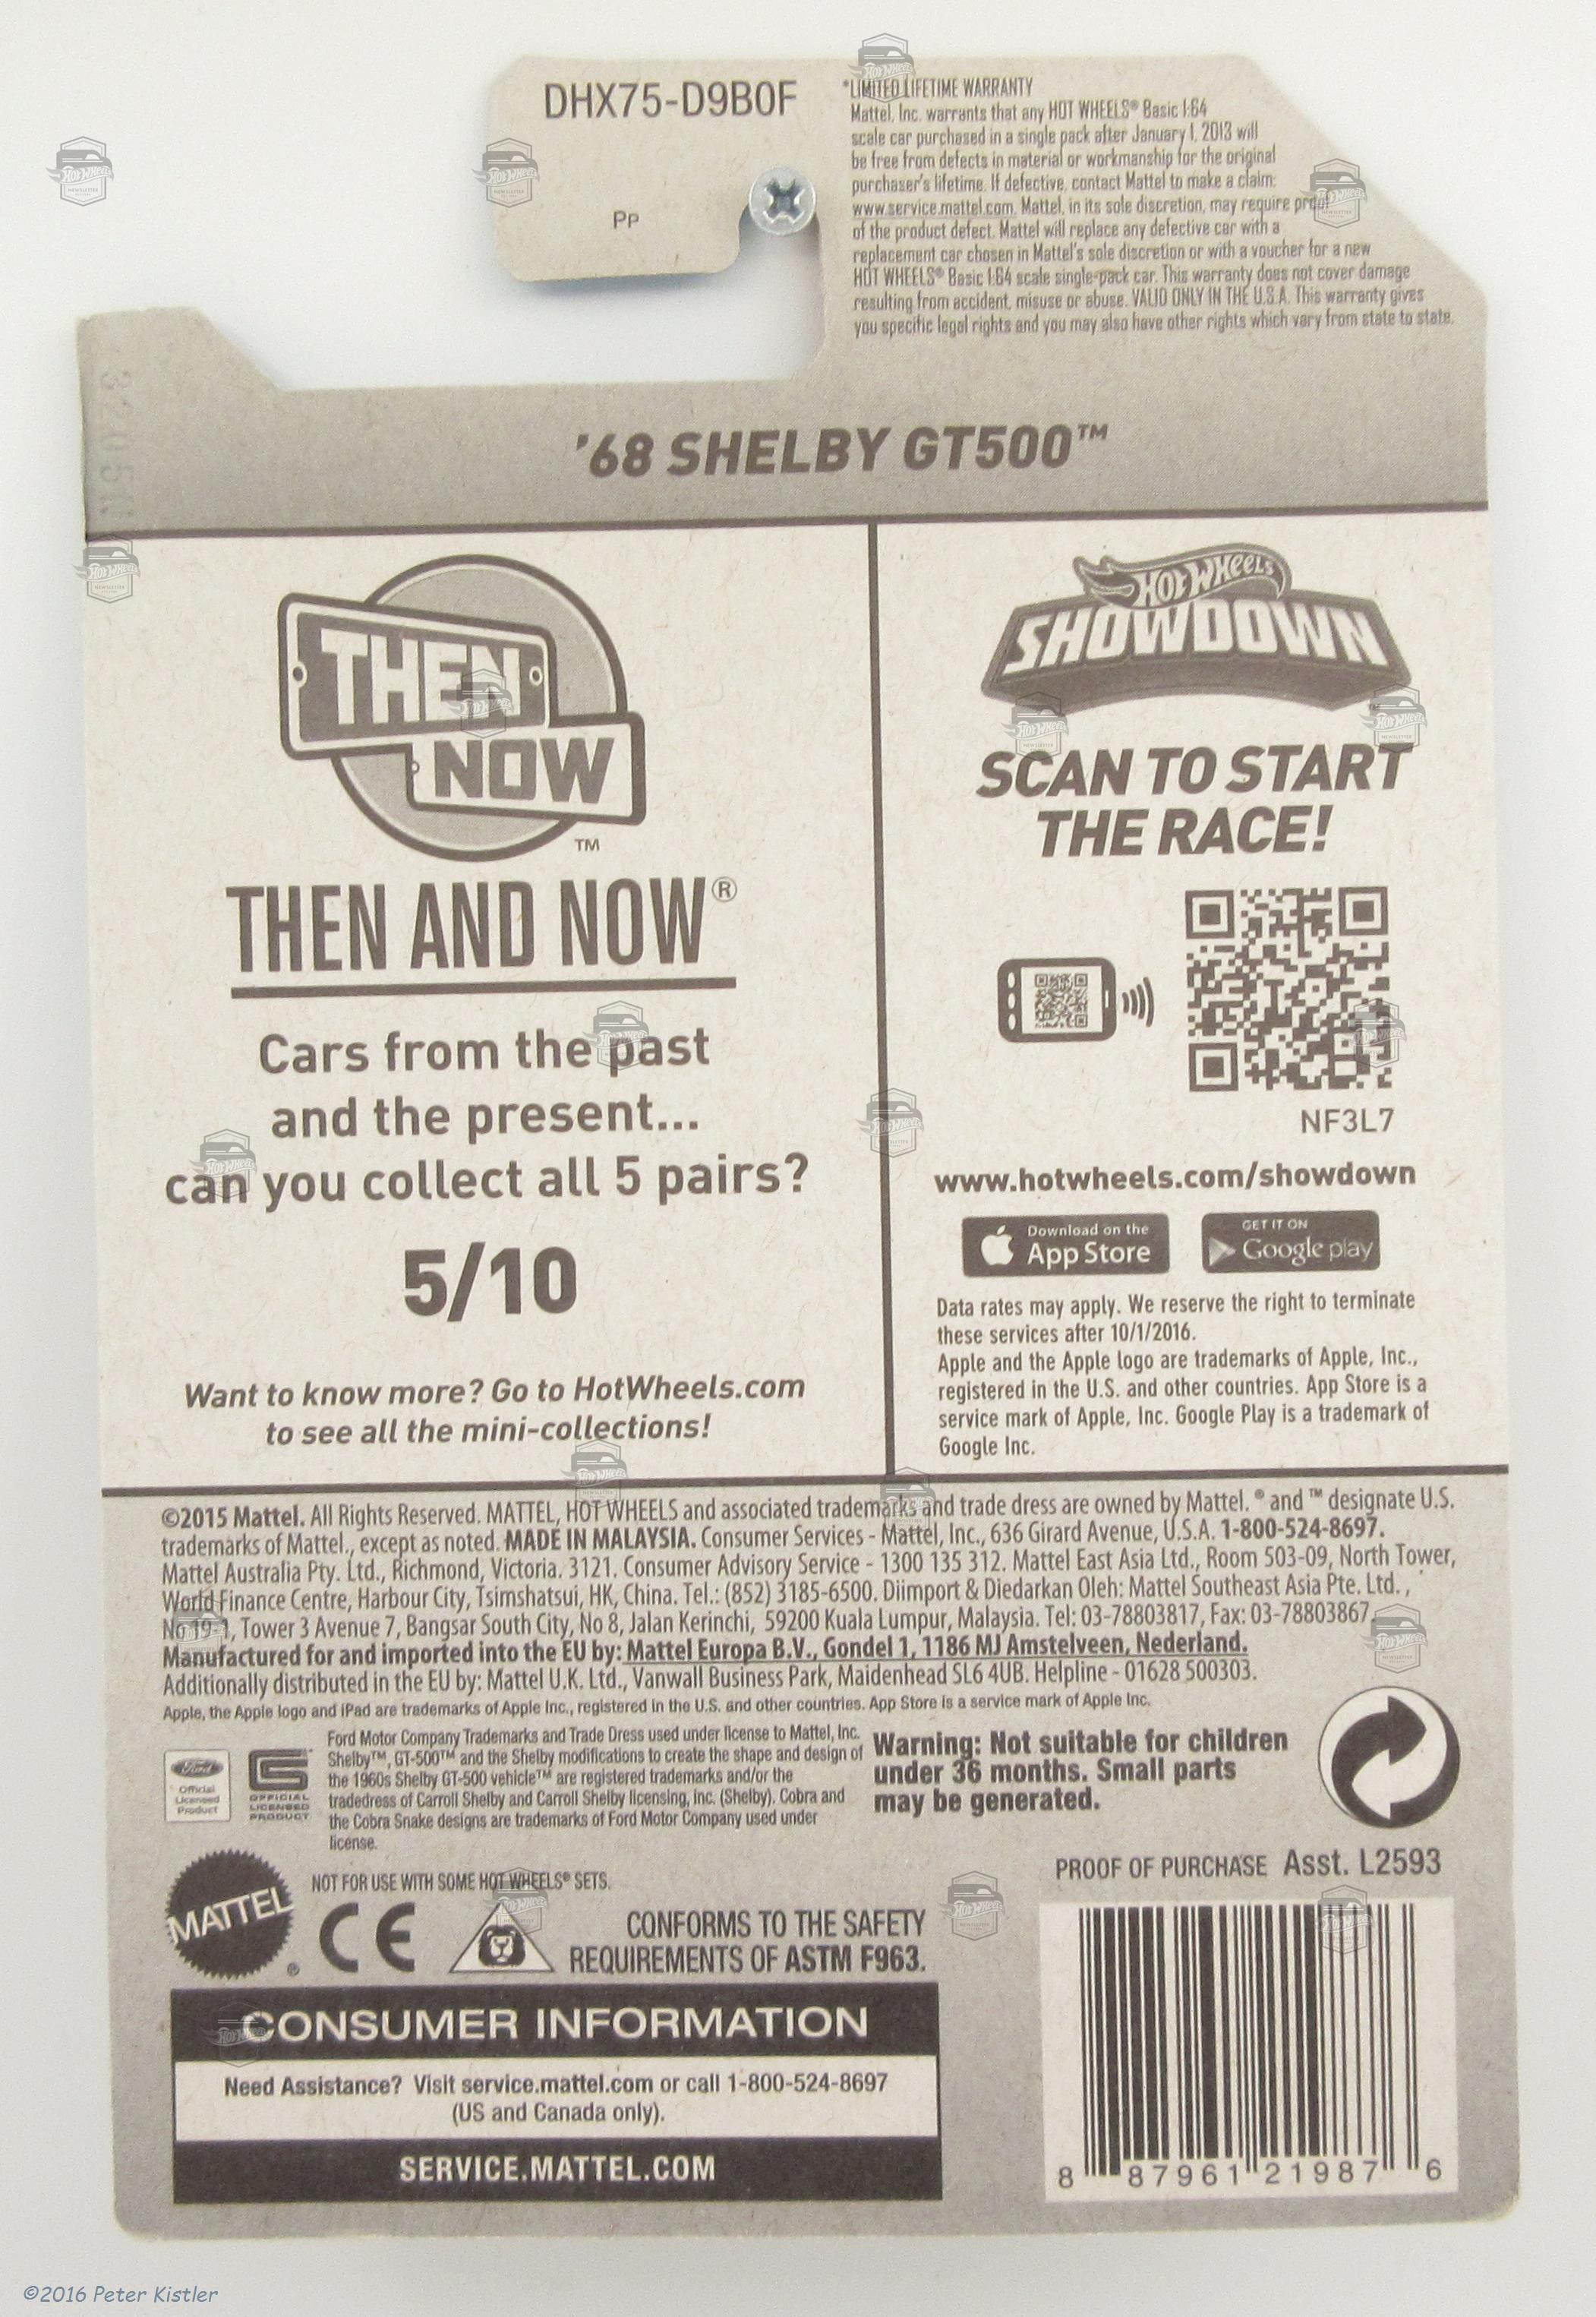 DHX75-D9B0F
Pp
*LIMITED LIFETIME WARRANTY
Mattel, Inc. warrants that any HOT WHEELS® Basic 1:64
scale car purchased in a single pack after January 1, 2013 will
be free from defects in material or workmanship for the original
purchaser's lifetime. If defective, contact Mattel to make a claim:
www.service.mattel.com. Mattel, in its sole discretion, may require proof
of the product defect. Mattel will replace any defective car with a
replacement car chosen in Mattel's sole discretion or with a voucher for a new
HOT WHEELS® Basic 1:64 scale single-pack car. This warranty does not cover damage
resulting from accident, misuse or abuse. VALID ONLY IN THE U.S.A. This warranty gives
you specific legal rights and you may also have other rights which vary from state to state.
'68 SHELBY GT500™
THEN
NOW
TM
THEN AND NOW®
Cars from the past
and the present...
can you collect all 5 pairs?
5/10
Want to know more? Go to HotWheels.com
to see all the mini-collections!
Hot Wheels
SHOWDOWN
SCAN TO START
THE RACE!
NF3L7
www.hotwheels.com/showdown
Download on the
App Store
GET IT ON
Google play
Data rates may apply. We reserve the right to terminate
these services after 10/1/2016.
Apple and the Apple logo are trademarks of Apple, Inc.,
registered in the U.S. and other countries. App Store is a
service mark of Apple, Inc. Google Play is a trademark of
Google Inc.
©2015 Mattel. All Rights Reserved. MATTEL, HOT WHEELS and associated trademarks and trade dress are owned by Mattel. ® and ™ designate U.S.
trademarks of Mattel., except as noted. MADE IN MALAYSIA. Consumer Services - Mattel, Inc., 636 Girard Avenue, U.S.A. 1-800-524-8697.
Mattel Australia Pty. Ltd., Richmond, Victoria. 3121. Consumer Advisory Service - 1300 135 312. Mattel East Asia Ltd., Room 503-09, North Tower,
World Finance Centre, Harbour City, Tsimshatsui, HK, China. Tel.: (852) 3185-6500. Diimport & Diedarkan Oleh: Mattel Southeast Asia Pte. Ltd.,
No 19-1, Tower 3 Avenue 7, Bangsar South City, No 8, Jalan Kerinchi, 59200 Kuala Lumpur, Malaysia. Tel: 03-78803817, Fax: 03-78803867.
Manufactured for and imported into the EU by: Mattel Europa B.V., Gondel 1, 1186 MJ Amstelveen, Nederland.
Additionally distributed in the EU by: Mattel U.K. Ltd., Vanwall Business Park, Maidenhead SL6 4UB. Helpline - 01628 500303.
Apple, the Apple logo and iPad are trademarks of Apple Inc., registered in the U.S. and other countries. App Store is a service mark of Apple Inc.
Ford
Official
Licensed
Product
OFFICIAL
LICENSED
PRODUCT
Ford Motor Company Trademarks and Trade Dress used under license to Mattel, Inc.
Shelby™, GT-500™ and the Shelby modifications to create the shape and design of
the 1960s Shelby GT-500 vehicle™ are registered trademarks and/or the
tradedress of Carroll Shelby and Carroll Shelby licensing, inc. (Shelby). Cobra and
the Cobra Snake designs are trademarks of Ford Motor Company used under
license.
Warning: Not suitable for children
under 36 months. Small parts
may be generated.
PROOF OF PURCHASE Asst. L2593
NOT FOR USE WITH SOME HOT WHEELS® SETS.
MATTEL®
CE
CONFORMS TO THE SAFETY
REQUIREMENTS OF ASTM F963.
CONSUMER INFORMATION
Need Assistance? Visit service.mattel.com or call 1-800-524-8697
(US and Canada only).
SERVICE.MATTEL.COM
8 87961 21987 6
©2016 Peter Kistler